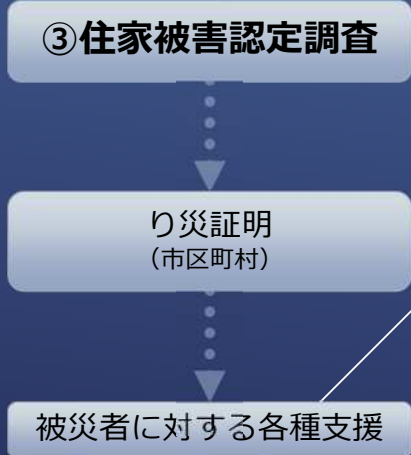 ③住家被害認定調査
り災証明
（市区町村）
被災者に対する各種支援